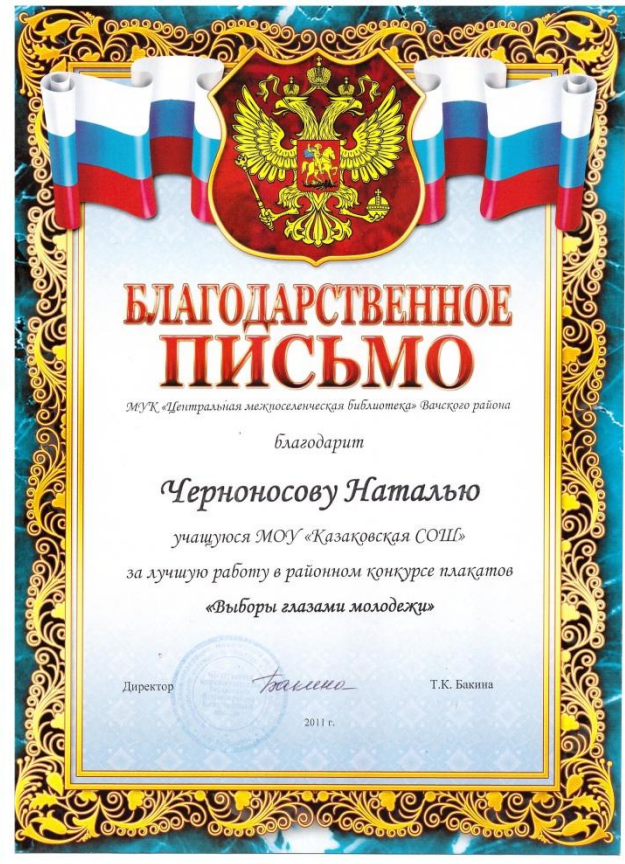 БЛАГОДАРСТВЕННОЕ
ПИСЬМО
МУК «Центральная межпоселенческая библиотека» Вачского района
благодарит
Черноносову Наталью
учащуюся МОУ «Казаковская СОШ»
за лучшую работу в районном конкурсе плакатов
«Выборы глазами молодежи»
Директор Бакина Т.К. Бакина
2011 г.